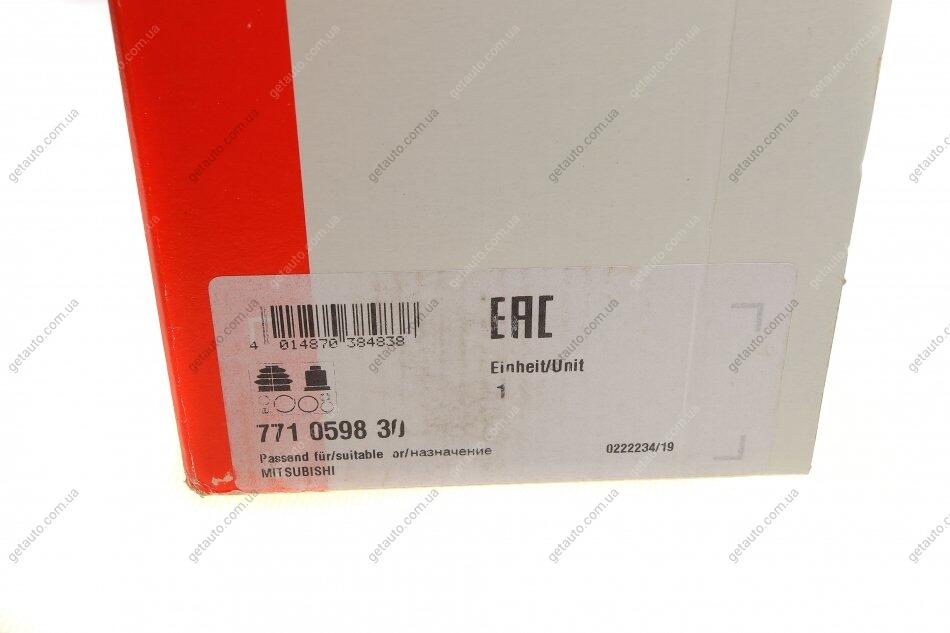 4 014870 384838
EAC
Einheit/Unit
1
771 0598 30
Passend für/suitable or/назначение
MITSUBISHI
0222234/19
getauto.com.ua